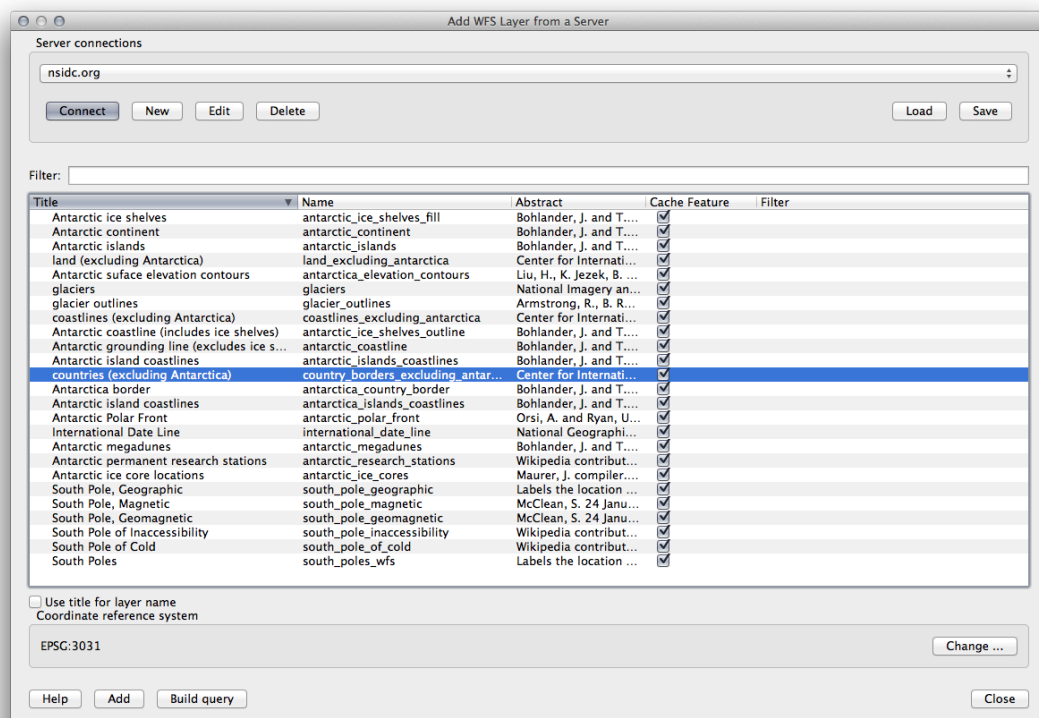 Add WFS Layer from a Server
Server connections
nsidc.org
Connect New Edit Delete Load Save
Filter:
Title Name Abstract Cache Feature Filter
Antarctic ice shelves antarctic_ice_shelves_fill Bohlander, J. and T....
Antarctic continent antarctic_continent Bohlander, J. and T....
Antarctic islands antarctic_islands Bohlander, J. and T....
land (excluding Antarctica) land_excluding_antarctica Center for Internati...
Antarctic suface elevation contours antarctica_elevation_contours Liu, H., K. Jezek, B. ...
glaciers glaciers National Imagery an...
glacier outlines glacier_outlines Armstrong, R., B. R...
coastlines (excluding Antarctica) coastlines_excluding_antarctica Center for Internati...
Antarctic coastline (includes ice shelves) antarctic_ice_shelves_outline Bohlander, J. and T....
Antarctic grounding line (excludes ice s... antarctic_coastline Bohlander, J. and T....
Antarctic island coastlines antarctic_islands_coastlines Bohlander, J. and T....
countries (excluding Antarctica) country_borders_excluding_antar... Center for Internati...
Antarctica border antarctica_country_border Bohlander, J. and T....
Antarctic island coastlines antarctica_islands_coastlines Bohlander, J. and T....
Antarctic Polar Front antarctic_polar_front Orsi, A. and Ryan, U...
International Date Line international_date_line National Geographi...
Antarctic megadunes antarctic_megadunes Bohlander, J. and T....
Antarctic permanent research stations antarctic_research_stations Wikipedia contribut...
Antarctic ice core locations antarctic_ice_cores Maurer, J. compiler....
South Pole, Geographic south_pole_geographic Labels the location ...
South Pole, Magnetic south_pole_magnetic McClean, S. 24 Janu...
South Pole, Geomagnetic south_pole_geomagnetic McClean, S. 24 Janu...
South Pole of Inaccessibility south_pole_inaccessibility Wikipedia contribut...
South Pole of Cold south_pole_of_cold Wikipedia contribut...
South Poles south_poles_wfs Labels the location ...
Use title for layer name
Coordinate reference system
EPSG:3031 Change ...
Help Add Build query Close